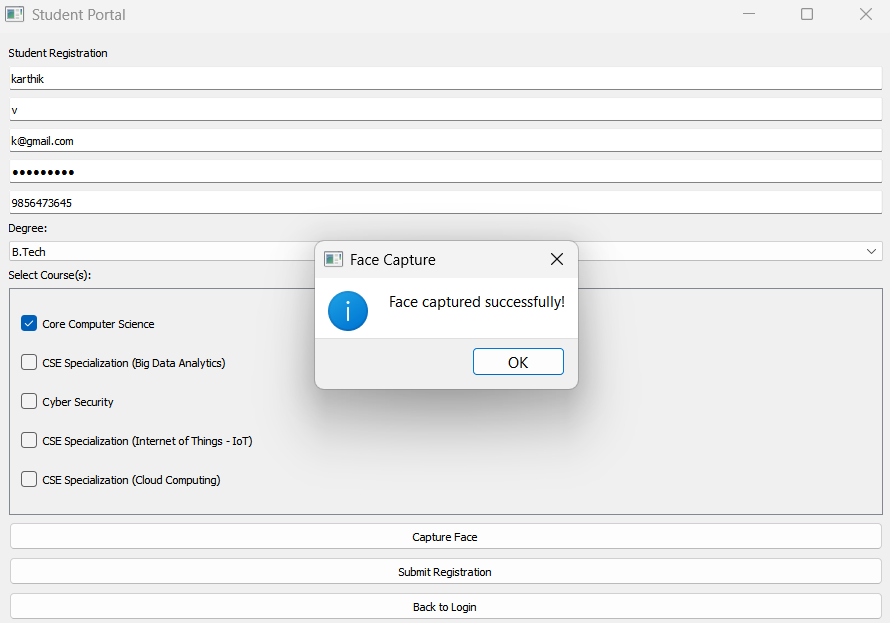 Student Portal
Student Registration
karthik
v
k@gmail.com
●●●●●●●●●
9856473645
Degree:
B.Tech
Select Course(s):
Core Computer Science
CSE Specialization (Big Data Analytics)
Cyber Security
CSE Specialization (Internet of Things - IoT)
CSE Specialization (Cloud Computing)
Face Capture
Face captured successfully!
OK
Capture Face
Submit Registration
Back to Login